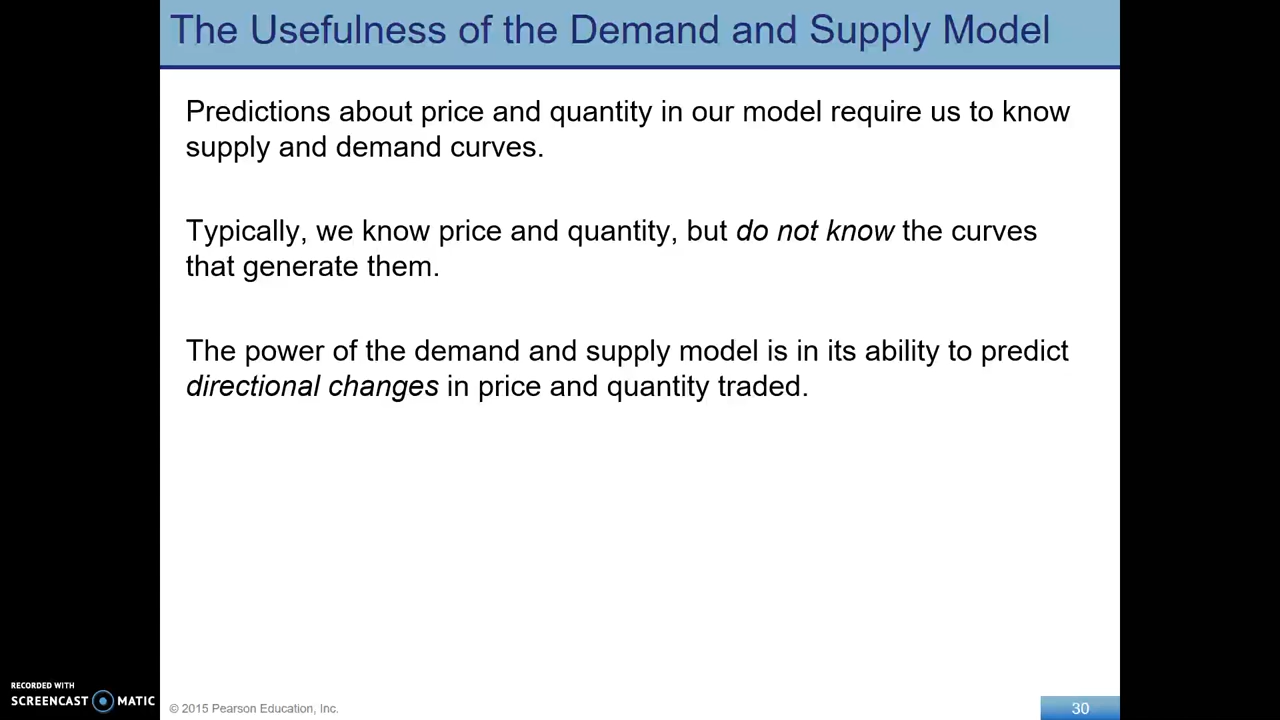 The Usefulness of the Demand and Supply Model
Predictions about price and quantity in our model require us to know
supply and demand curves.
Typically, we know price and quantity, but do not know the curves
that generate them.
The power of the demand and supply model is in its ability to predict
directional changes in price and quantity traded.
RECORDED WITH
SCREENCAST MATIC
© 2015 Pearson Education, Inc.
30